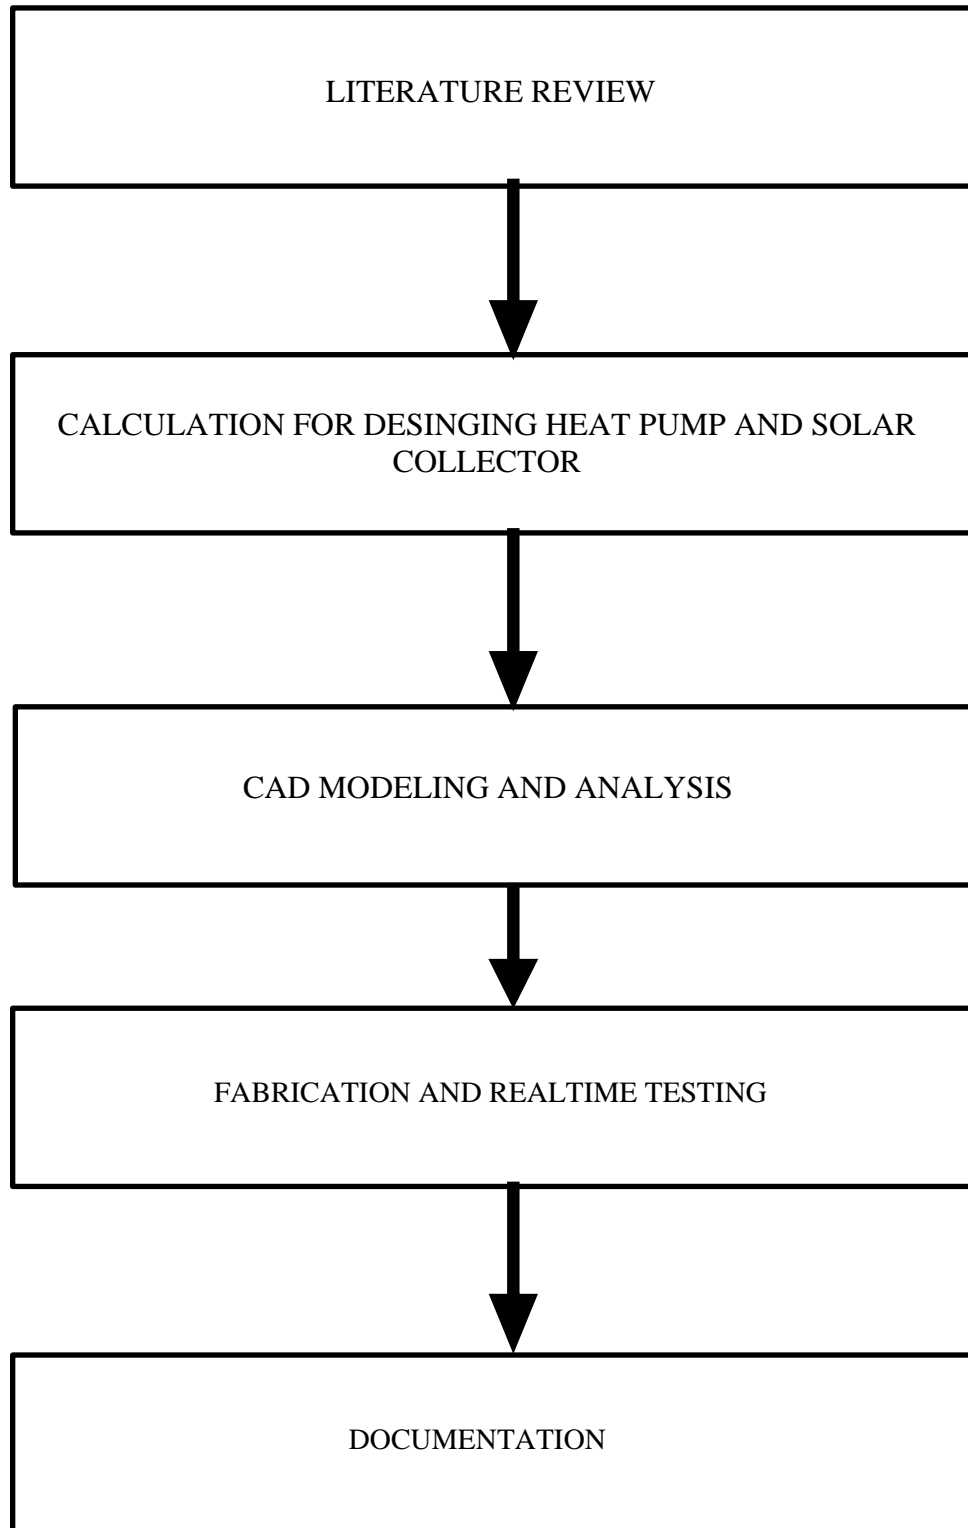 LITERATURE REVIEW
CALCULATION FOR DESINGING HEAT PUMP AND SOLAR
COLLECTOR
CAD MODELING AND ANALYSIS
FABRICATION AND REALTIME TESTING
DOCUMENTATION